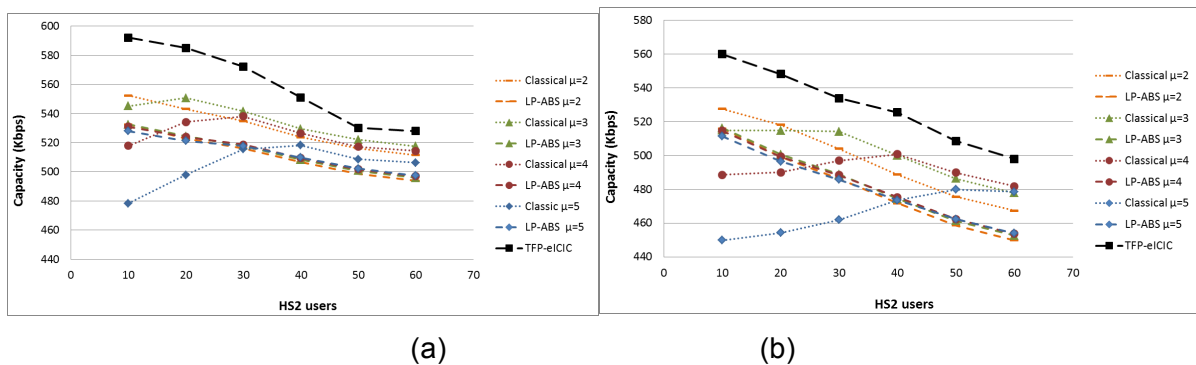 600
580
560
540
520
500
480
460
440
Capacity (Kbps)
0
10
20
30
40
50
60
70
HS2 users
Classical μ=2
LP-ABS μ=2
Classical μ=3
LP-ABS μ=3
Classical μ=4
LP-ABS μ=4
Classic μ=5
LP-ABS μ=5
TFP-eICIC
(a)
580
560
540
520
500
480
460
440
Capacity (Kbps)
0
10
20
30
40
50
60
70
HS2 users
Classical μ=2
LP-ABS μ=2
Classical μ=3
LP-ABS μ=3
Classical μ=4
LP-ABS μ=4
Classical μ=5
LP-ABS μ=5
TFP-eICIC
(b)